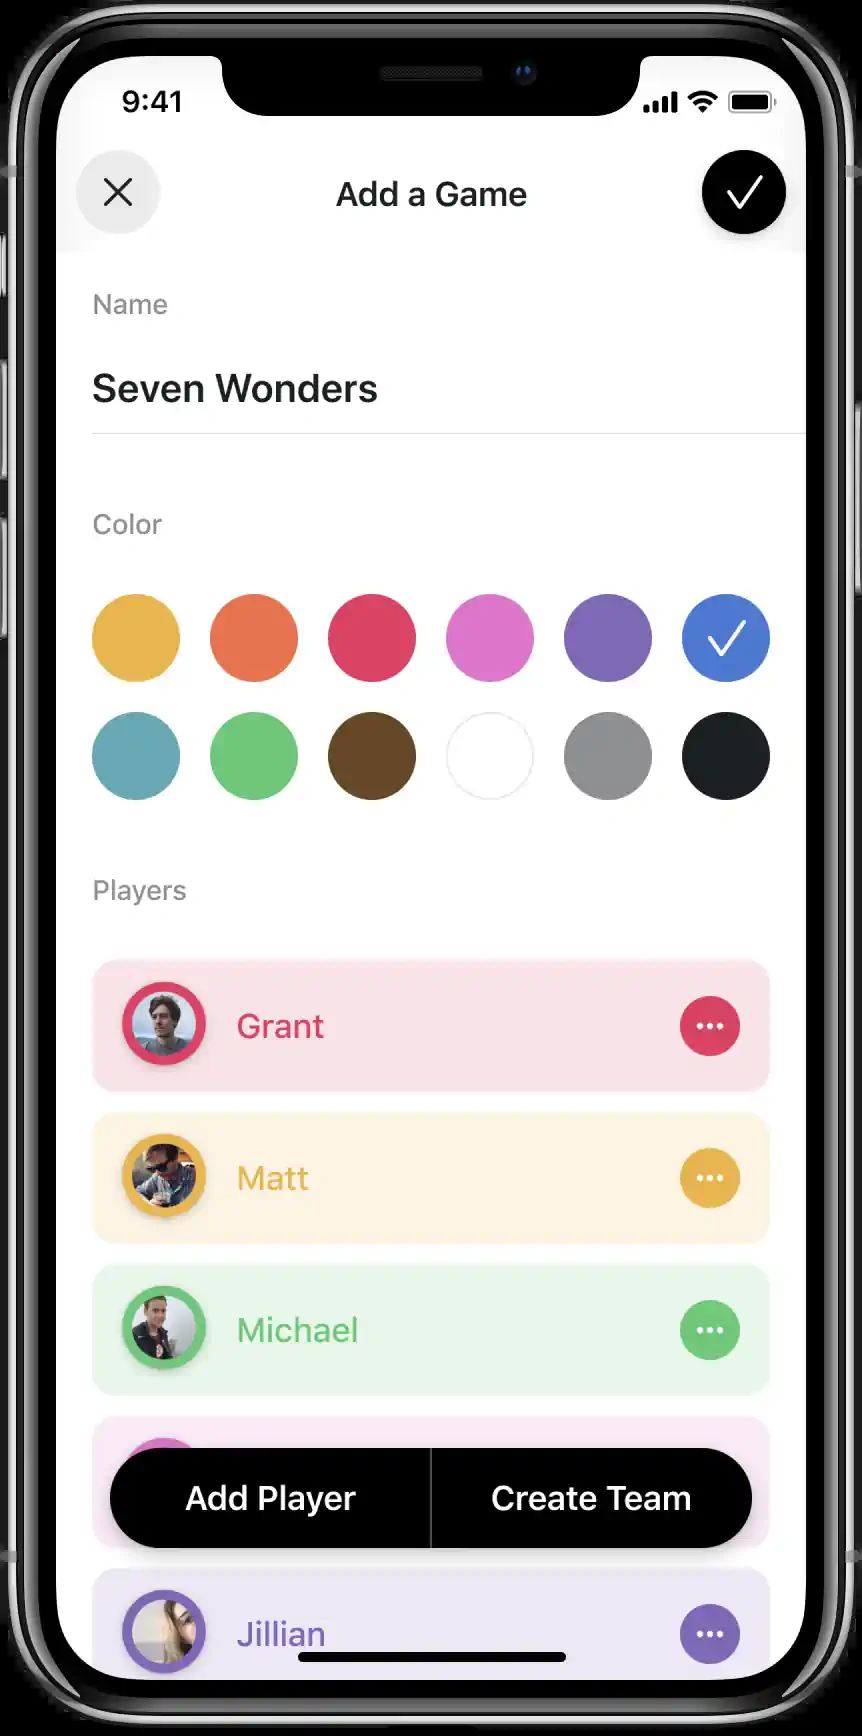 9:41
Add a Game
Name
Seven Wonders
Color
Players
Grant
Matt
Michael
Add Player
Create Team
Jillian